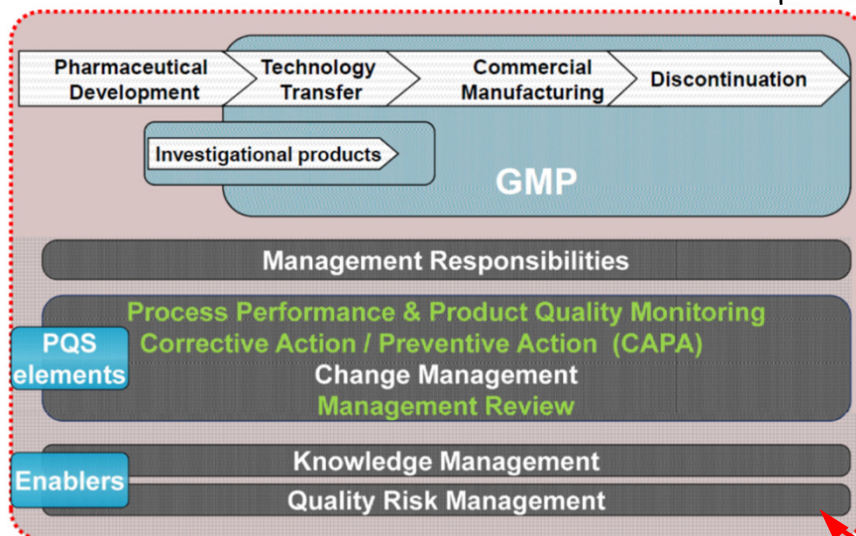 Pharmaceutical
Development
Technology
Transfer
Commercial
Manufacturing
Discontinuation
Investigational products
GMP
Management Responsibilities
PQS
elements
Process Performance & Product Quality Monitoring
Corrective Action / Preventive Action (CAPA)
Change Management
Management Review
Enablers
Knowledge Management
Quality Risk Management